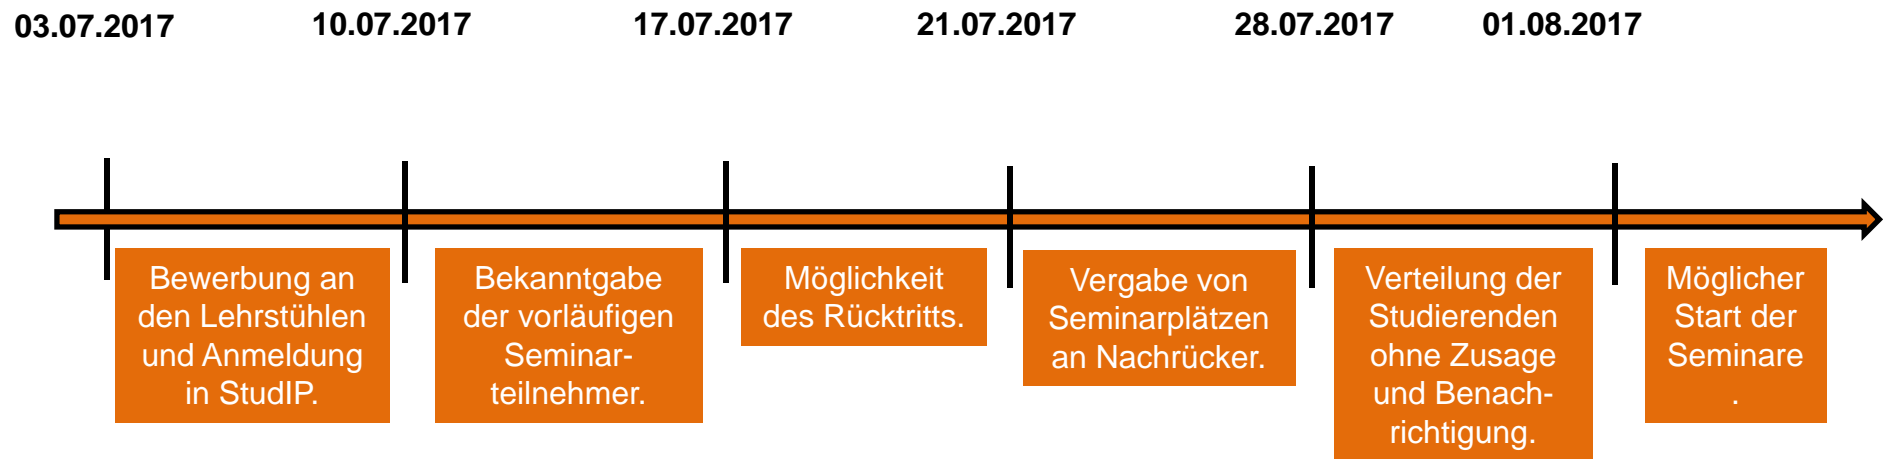 03.07.2017 10.07.2017 17.07.2017 21.07.2017 28.07.2017 01.08.2017
Bewerbung an
den Lehrstühlen
und Anmeldung
in StudIP.
Bekanntgabe
der vorläufigen
Seminar-
teilnehmer.
Möglichkeit
des Rücktritts.
Vergabe von
Seminarplätzen
an Nachrücker.
Verteilung der
Studierenden
ohne Zusage
und Benach-
richtigung.
Möglicher
Start der
Seminare
.